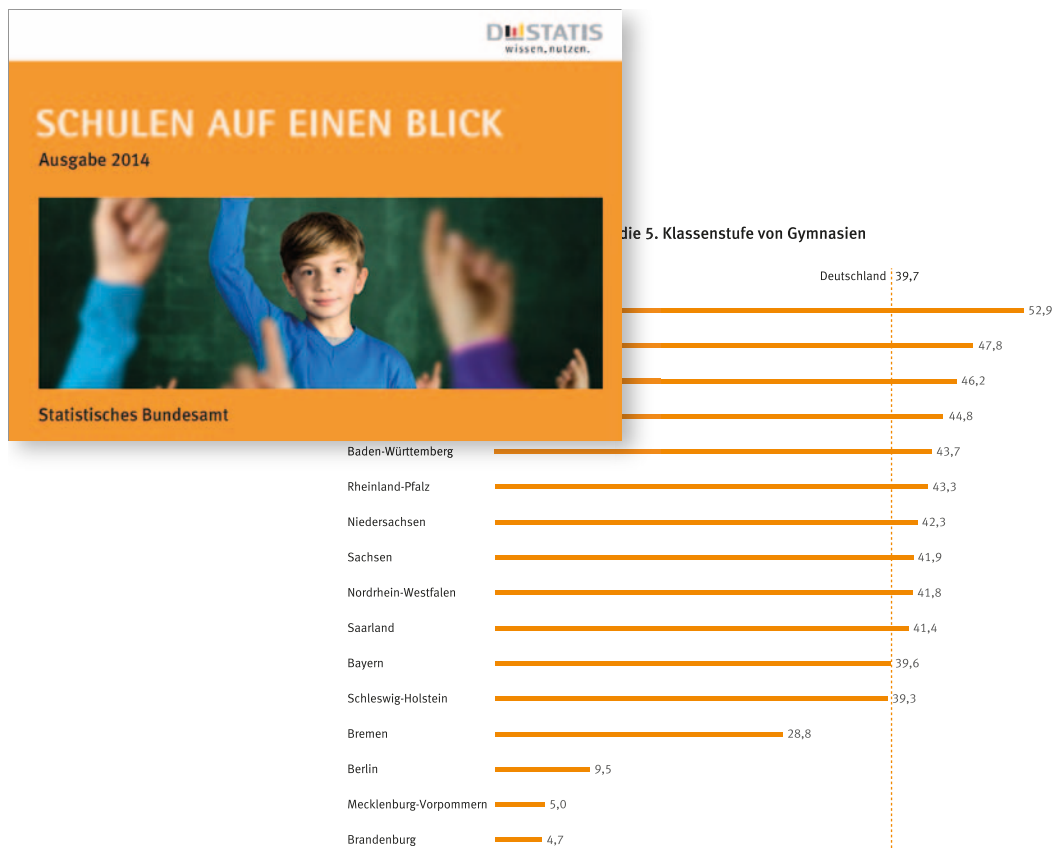 DESTATIS
wissen.nutzen.
SCHULEN AUF EINEN BLICK
Ausgabe 2014
Statistisches Bundesamt
die 5. Klassenstufe von Gymnasien
Deutschland 39,7
52,9
47,8
46,2
44,8
Baden-Württemberg 43,7
Rheinland-Pfalz 43,3
Niedersachsen 42,3
Sachsen 41,9
Nordrhein-Westfalen 41,8
Saarland 41,4
Bayern 39,6
Schleswig-Holstein 39,3
Bremen 28,8
Berlin 9,5
Mecklenburg-Vorpommern 5,0
Brandenburg 4,7